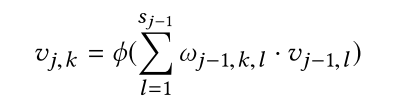 v_{j,k} = ϕ(∑_{l=1}^{s_{j−1}} ω_{j−1,k,l} · v_{j−1,l})